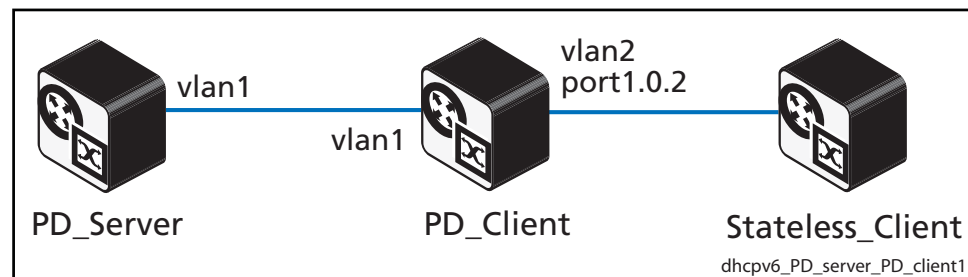 vlan1
vlan1
vlan2
port1.0.2
PD_Server
PD_Client
Stateless_Client
dhcpv6_PD_server_PD_client1